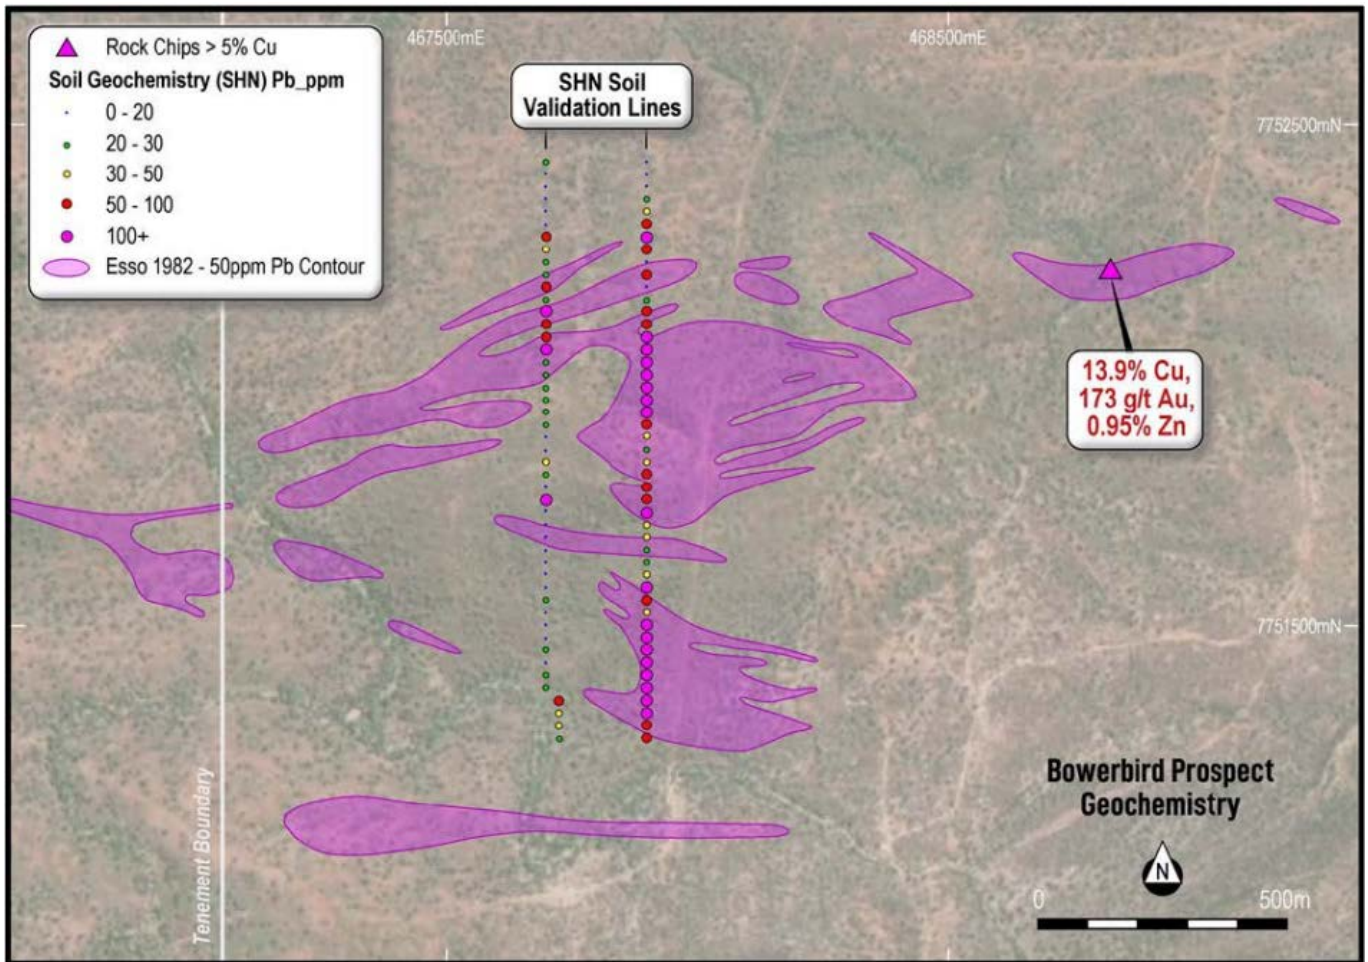 467500mE
468500mE
Rock Chips > 5% Cu
Soil Geochemistry (SHN) Pb_ppm
0 - 20
20 - 30
30 - 50
50 - 100
100+
Esso 1982 - 50ppm Pb Contour
SHN Soil
Validation Lines
7752500mN
13.9% Cu,
173 g/t Au,
0.95% Zn
7751500mN
Tenement Boundary
Bowerbird Prospect
Geochemistry
N
0
500m